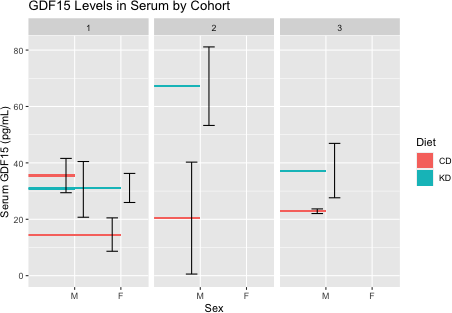 GDF15 Levels in Serum by Cohort
1 2 3
80
60
40
20
0
Serum GDF15 (pg/mL)
M F M F M F
Sex
Diet
CD
KD